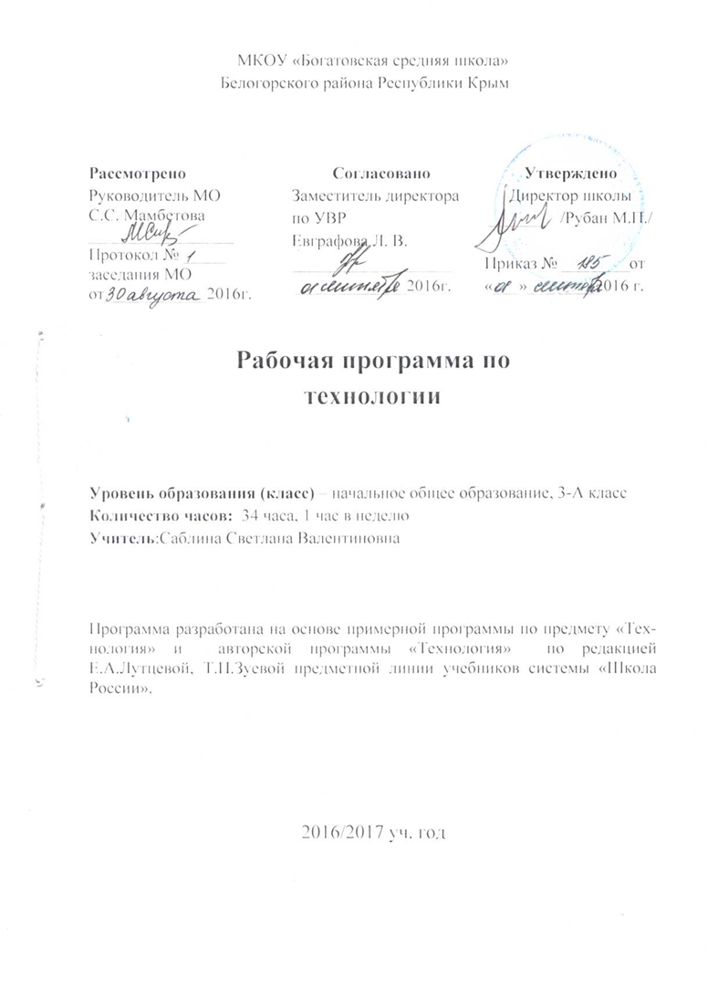 МКОУ «Богатовская средняя школа»
Белогорского района Республики Крым
Рассмотрено
Руководитель МО
С.С. Мамбетова
Протокол № 1
заседания МО
от 30 августа 2016г.
Согласовано
Заместитель директора
по УВР
Евграфова Л. В.
01 сентября 2016г.
Утверждено
Директор школы
/Рубан М.П./
Приказ № 185 от
«01» сентября 2016 г.
Рабочая программа по
технологии
Уровень образования (класс) – начальное общее образование, 3-А класс
Количество часов: 34 часа, 1 час в неделю
Учитель:Саблина Светлана Валентиновна
Программа разработана на основе примерной программы по предмету «Тех-
нология» и авторской программы «Технология» по редакцией
Е.А.Лутцевой, Т.П.Зуевой предметной линии учебников системы «Школа
России».
2016/2017 уч. год